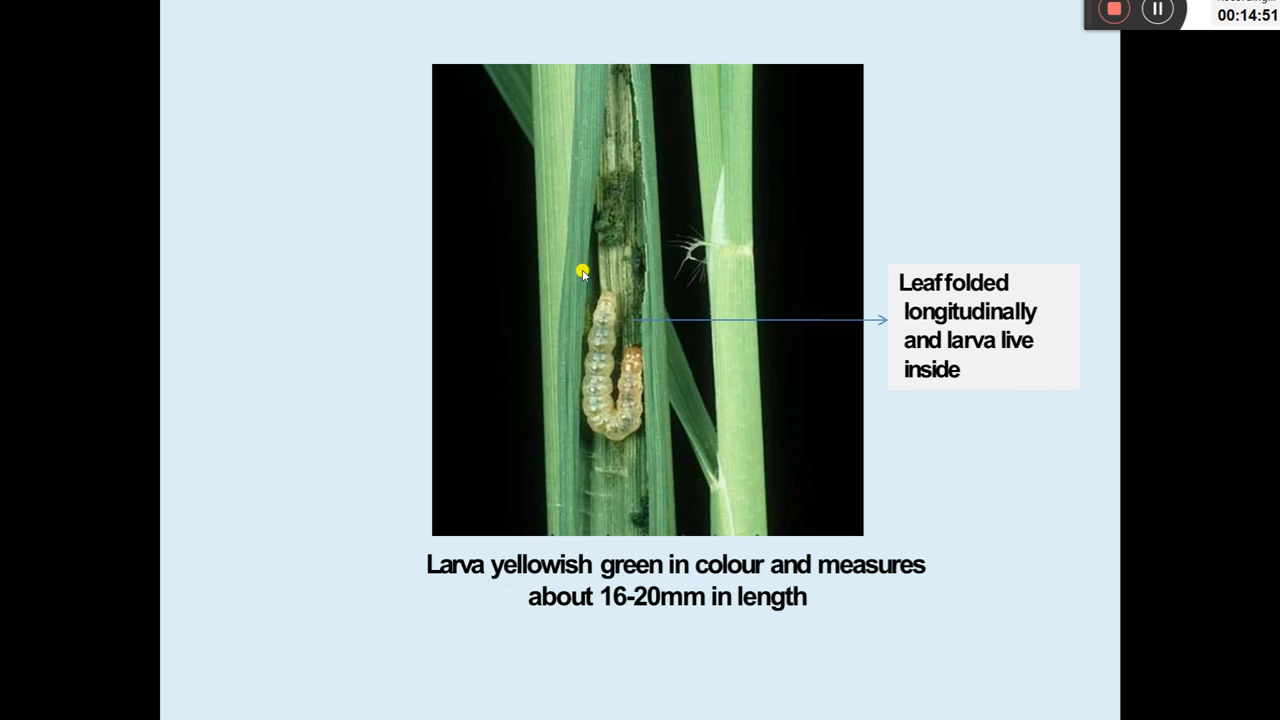 00:14:51
Leaf folded
longitudinally
and larva live
inside
Larva yellowish green in colour and measures
about 16-20mm in length